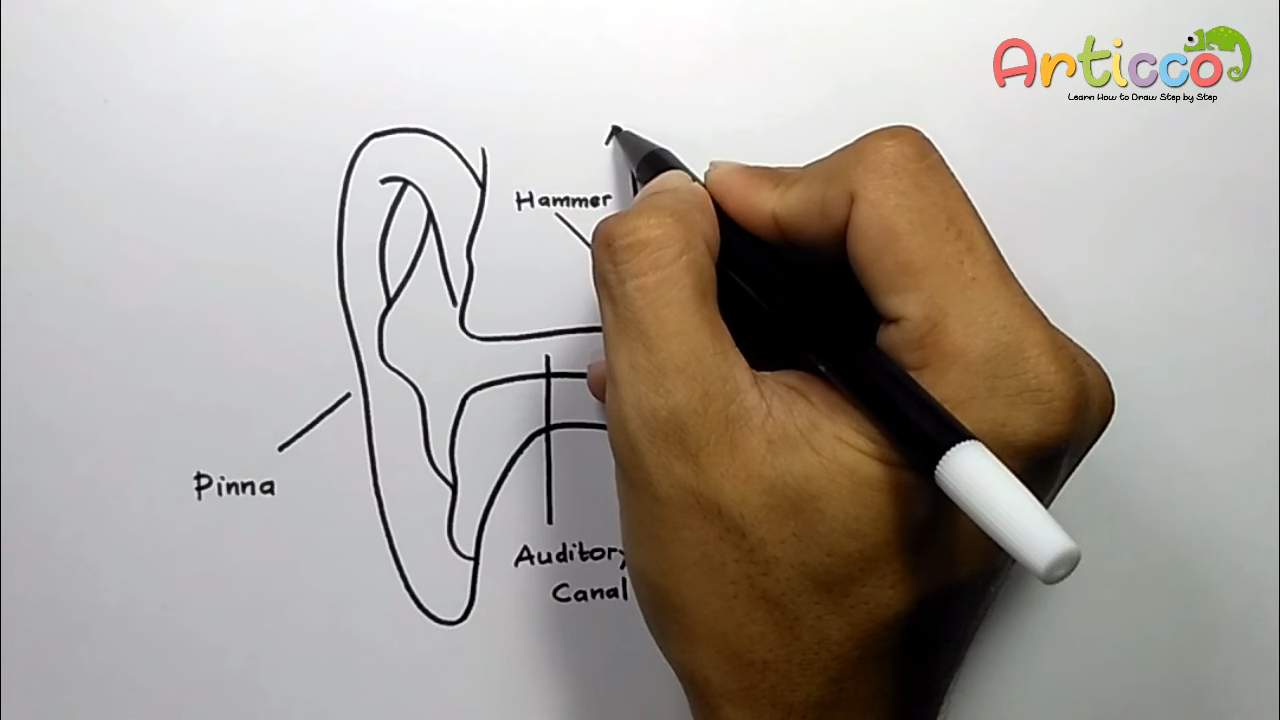 Articco
Learn How to Draw Step by Step
Hammer
Pinna
Auditory
Canal